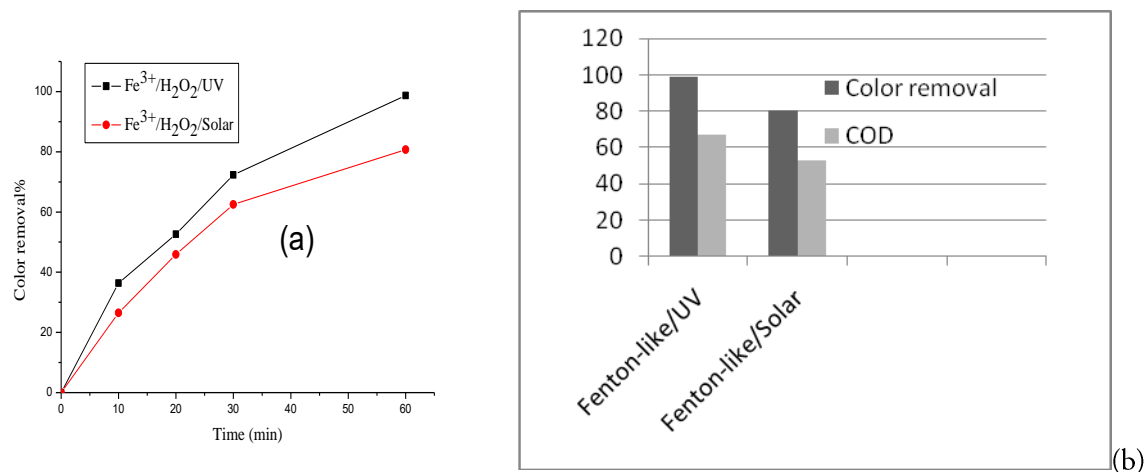 Fe3+/H2O2/UV
Fe3+/H2O2/Solar
100
80
60
40
20
0
Color removal%
0 10 20 30 40 50 60
Time (min)
(a)
120
100
80
60
40
20
0
Color removal
COD
Fenton-like/UV
Fenton-like/Solar
(b)